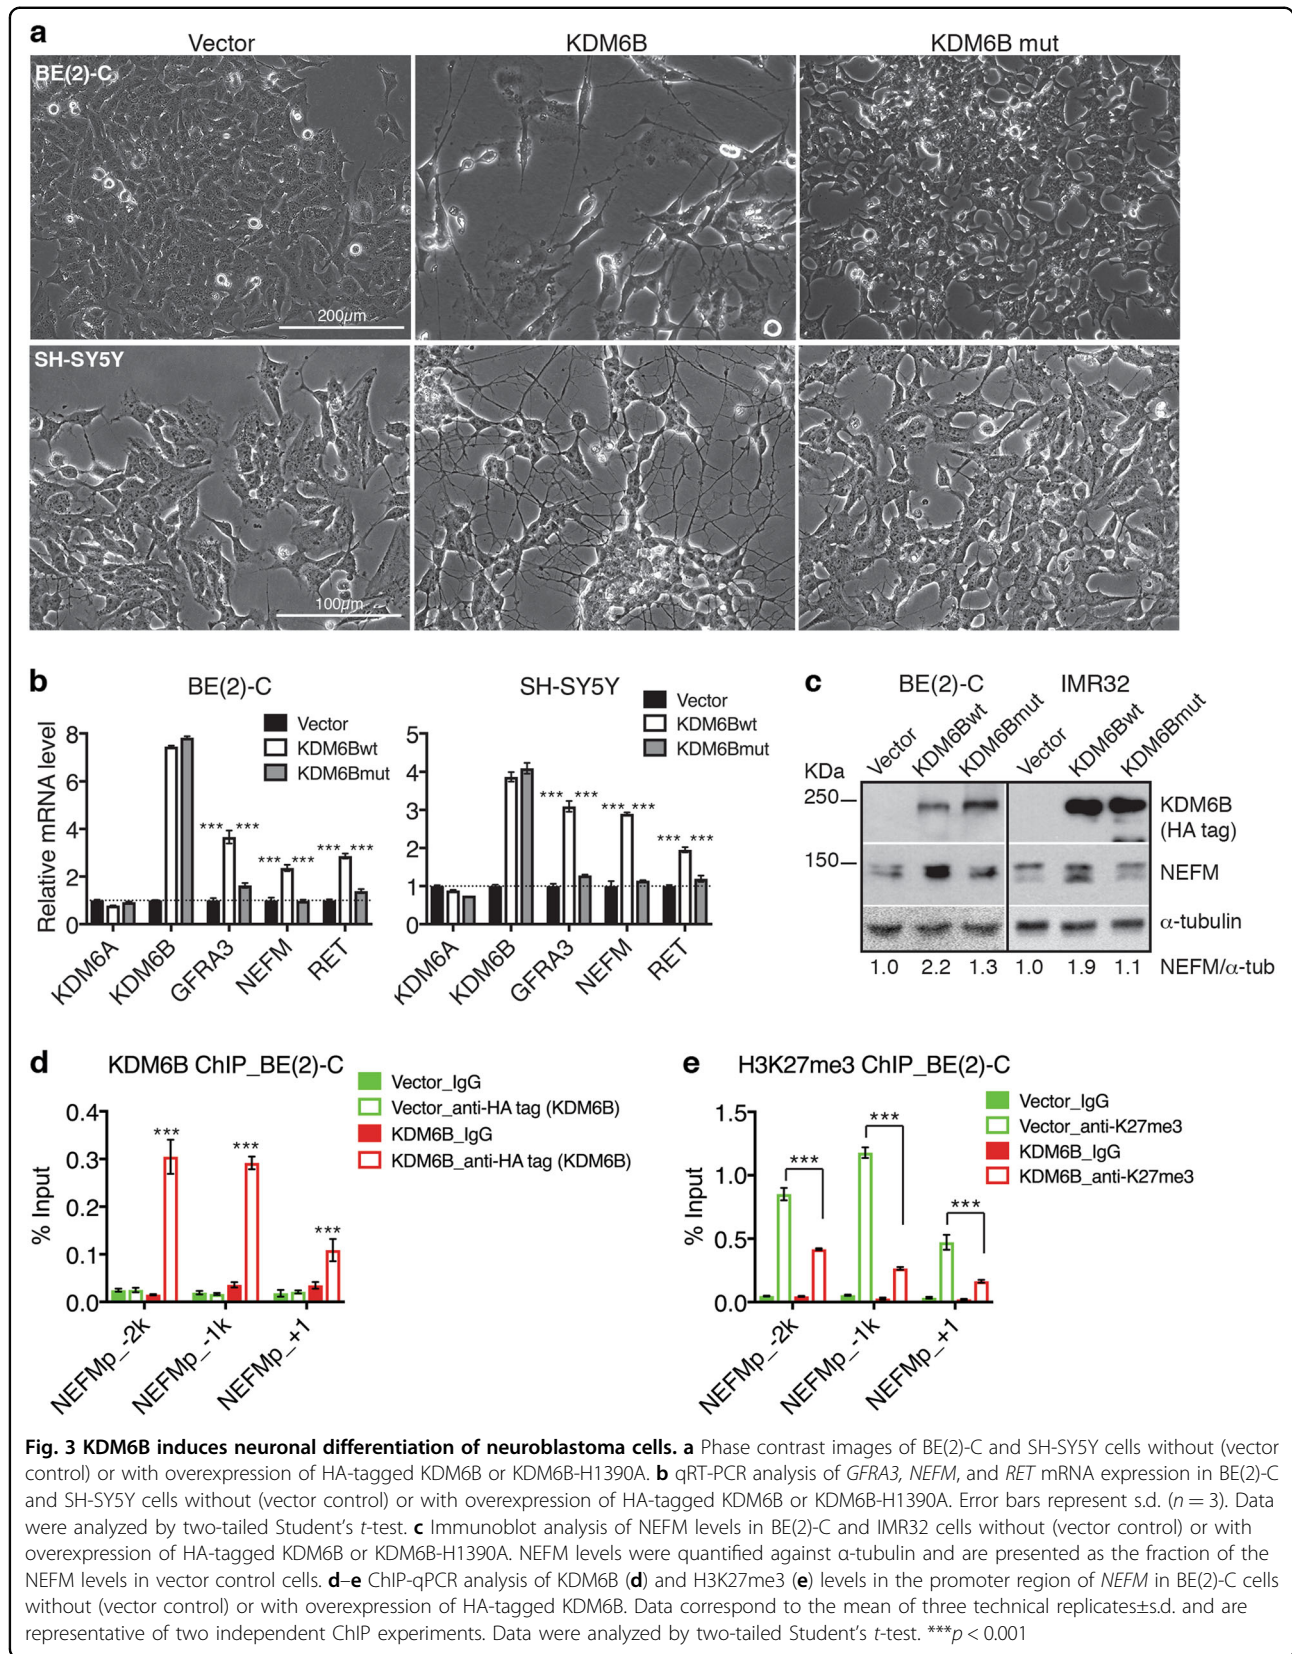 a
Vector
KDM6B
KDM6B mut
BE(2)-C
200µm
SH-SY5Y
100µm
b
BE(2)-C
Vector
KDM6Bwt
KDM6Bmut
Relative mRNA level
8
6
4
2
0
*** ***
*** ***
*** ***
KDM6A
KDM6B
GFRA3
NEFM
RET
SH-SY5Y
Vector
KDM6Bwt
KDM6Bmut
5
4
3
2
1
0
*** ***
*** ***
*** ***
KDM6A
KDM6B
GFRA3
NEFM
RET
c
BE(2)-C
IMR32
Vector
KDM6Bwt
KDM6Bmut
Vector
KDM6Bwt
KDM6Bmut
KDa
250
150
KDM6B
(HA tag)
NEFM
α-tubulin
1.0 2.2 1.3 1.0 1.9 1.1 NEFM/α-tub
d
KDM6B ChIP_BE(2)-C
Vector_IgG
Vector_anti-HA tag (KDM6B)
KDM6B_IgG
KDM6B_anti-HA tag (KDM6B)
% Input
0.4
0.3
0.2
0.1
0.0
***
***
***
NEFMp_-2k
NEFMp_-1k
NEFMp_+1
e
H3K27me3 ChIP_BE(2)-C
Vector_IgG
Vector_anti-K27me3
KDM6B_IgG
KDM6B_anti-K27me3
% Input
1.5
1.0
0.5
0.0
***
***
***
NEFMp_-2k
NEFMp_-1k
NEFMp_+1
Fig. 3 KDM6B induces neuronal differentiation of neuroblastoma cells. a Phase contrast images of BE(2)-C and SH-SY5Y cells without (vector
control) or with overexpression of HA-tagged KDM6B or KDM6B-H1390A. b qRT-PCR analysis of GFRA3, NEFM, and RET mRNA expression in BE(2)-C
and SH-SY5Y cells without (vector control) or with overexpression of HA-tagged KDM6B or KDM6B-H1390A. Error bars represent s.d. (n = 3). Data
were analyzed by two-tailed Student's t-test. c Immunoblot analysis of NEFM levels in BE(2)-C and IMR32 cells without (vector control) or with
overexpression of HA-tagged KDM6B or KDM6B-H1390A. NEFM levels were quantified against α-tubulin and are presented as the fraction of the
NEFM levels in vector control cells. d–e ChIP-qPCR analysis of KDM6B (d) and H3K27me3 (e) levels in the promoter region of NEFM in BE(2)-C cells
without (vector control) or with overexpression of HA-tagged KDM6B. Data correspond to the mean of three technical replicates±s.d. and are
representative of two independent ChIP experiments. Data were analyzed by two-tailed Student's t-test. ***p < 0.001